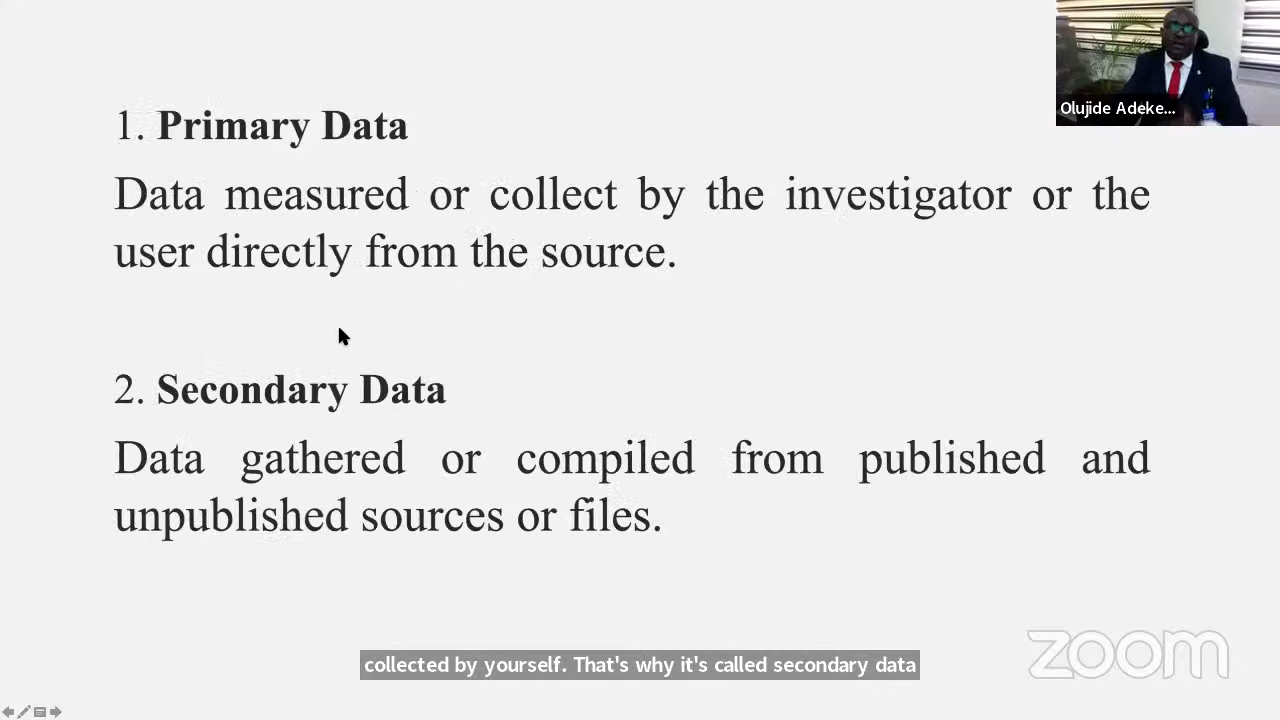 Olujide Adeke...
1. Primary Data
Data measured or collect by the investigator or the
user directly from the source.
2. Secondary Data
Data gathered or compiled from published and
unpublished sources or files.
collected by yourself. That's why it's called secondary data
zoom